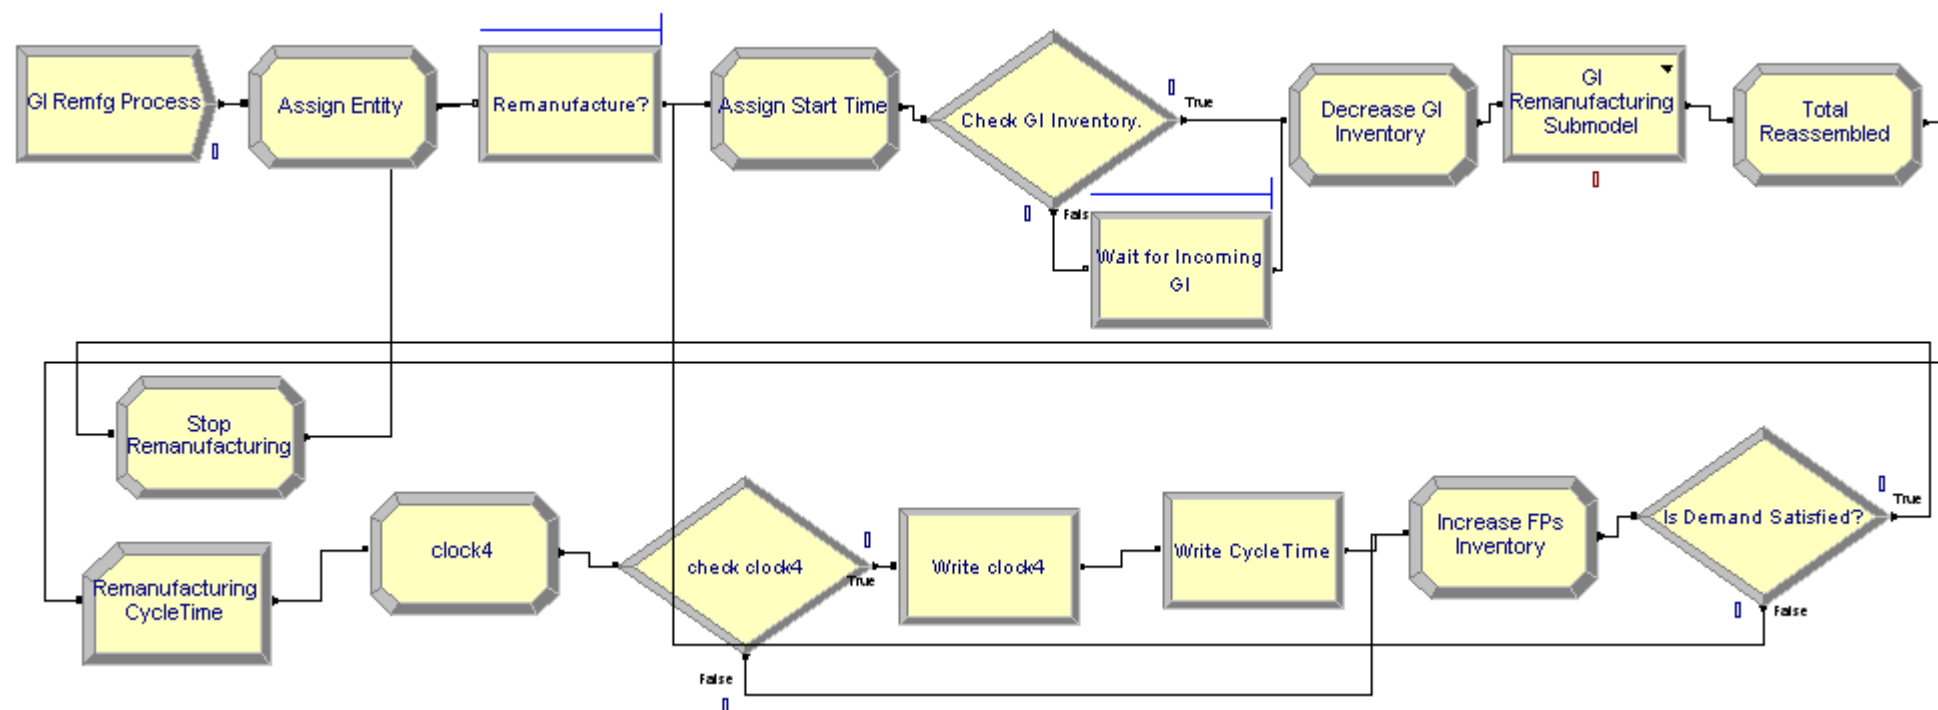 GI Remfg Process
Assign Entity
Remanufacture?
Assign Start Time
Check GI Inventory.
True
Fals
Wait for Incoming
GI
Decrease GI
Inventory
GI
Remanufacturing
Submodel
Total
Reassembled
Stop
Remanufacturing
Remanufacturing
CycleTime
clock4
check clock4
True
False
Write clock4
Write CycleTime
Increase FPs
Inventory
Is Demand Satisfied?
True
False